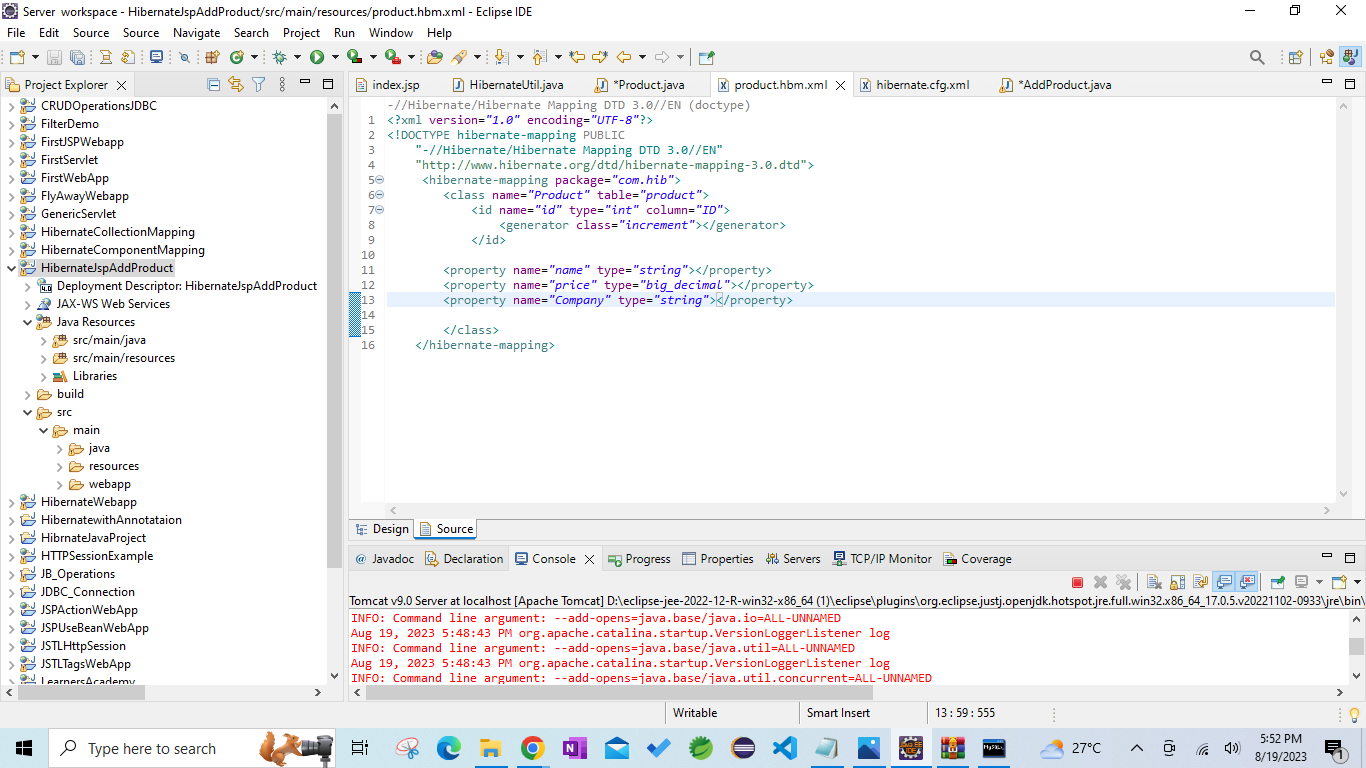 Server_workspace - HibernateJspAddProduct/src/main/resources/product.hbm.xml - Eclipse IDE
File Edit Source Source Navigate Search Project Run Window Help
Project Explorer
index.jsp HibernateUtil.java *Product.java product.hbm.xml hibernate.cfg.xml *AddProduct.java
CRUDOperationsJDBC
FilterDemo
FirstJSPWebapp
FirstServlet
FirstWebApp
FlyAwayWebapp
GenericServlet
HibernateCollectionMapping
HibernateComponentMapping
HibernateJspAddProduct
Deployment Descriptor: HibernateJspAddProduct
JAX-WS Web Services
Java Resources
src/main/java
src/main/resources
Libraries
build
src
main
java
resources
webapp
HibernateWebapp
HibernatewithAnnotataion
HibrnateJavaProject
HTTPSessionExample
JB_Operations
JDBC_Connection
JSPActionWebApp
JSPUseBeanWebApp
JSTLHttpSession
JSTLTagsWebApp
LearnersAcademy
-//Hibernate/Hibernate Mapping DTD 3.0//EN (doctype)
1 <?xml version="1.0" encoding="UTF-8"?>
2 <!DOCTYPE hibernate-mapping PUBLIC
3 "-//Hibernate/Hibernate Mapping DTD 3.0//EN"
4 "http://www.hibernate.org/dtd/hibernate-mapping-3.0.dtd">
5 <hibernate-mapping package="com.hib">
6 <class name="Product" table="product">
7 <id name="id" type="int" column="ID">
8 <generator class="increment"></generator>
9 </id>
10
11 <property name="name" type="string"></property>
12 <property name="price" type="big_decimal"></property>
13 <property name="Company" type="string"></property>
14
15 </class>
16 </hibernate-mapping>
Design Source
Javadoc Declaration Console Progress Properties Servers TCP/IP Monitor Coverage
Tomcat v9.0 Server at localhost [Apache Tomcat] D:\eclipse-jee-2022-12-R-win32-x86_64 (1)\eclipse\plugins\org.eclipse.justj.openjdk.hotspot.jre.full.win32.x86_64_17.0.5.v20221102-0933\jre\bin\
INFO: Command line argument: --add-opens=java.base/java.io=ALL-UNNAMED
Aug 19, 2023 5:48:43 PM org.apache.catalina.startup.VersionLoggerListener log
INFO: Command line argument: --add-opens=java.base/java.util=ALL-UNNAMED
Aug 19, 2023 5:48:43 PM org.apache.catalina.startup.VersionLoggerListener log
INFO: Command line argument: --add-opens=java.base/java.util.concurrent=ALL-UNNAMED
Writable Smart Insert 13 : 59 : 555
Type here to search
27°C
5:52 PM
8/19/2023
1